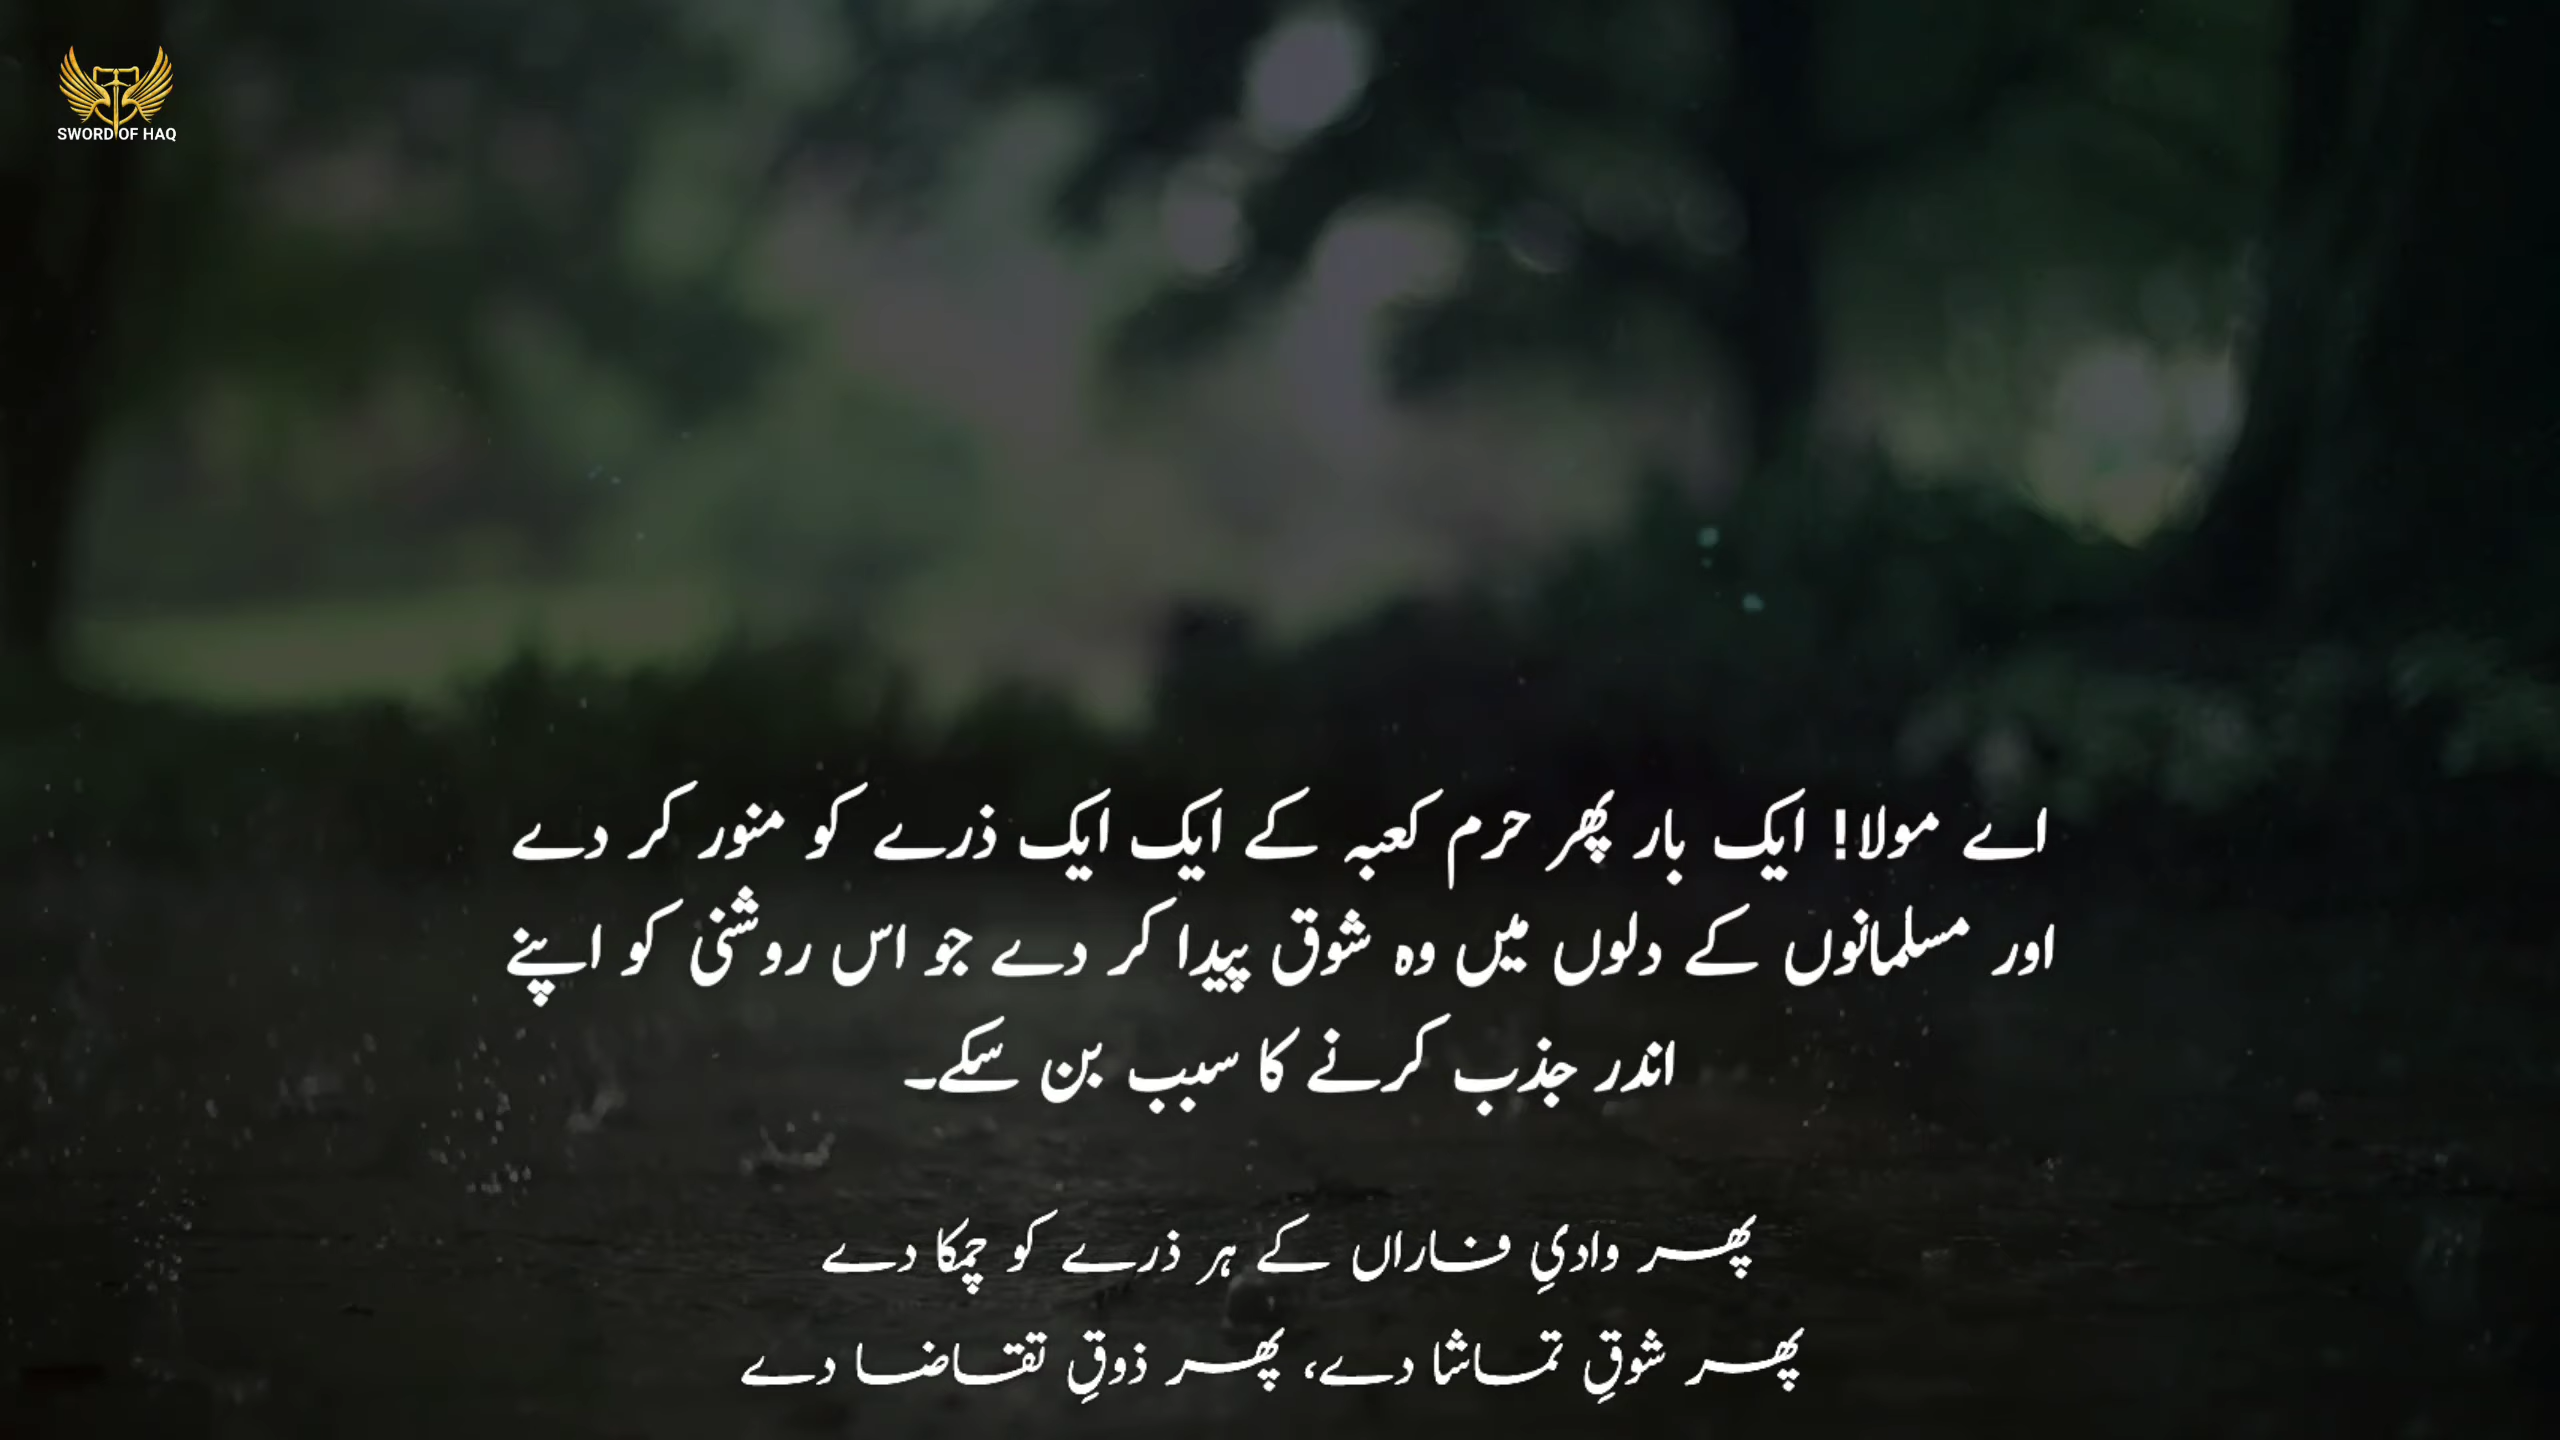 SWORD OF HAQ
اے مولا! ایک بار پھر حرم کعبہ کے ایک ایک ذرے کو منور کر دے
اور مسلمانوں کے دلوں میں وہ شوق پیدا کر دے جو اس روشنی کو اپنے
اندر جذب کرنے کا سبب بن سکے۔
پھر وادیِ فاراں کے ہر ذرے کو چمکا دے
پھر شوقِ تماشا دے، پھر ذوقِ تقاضا دے